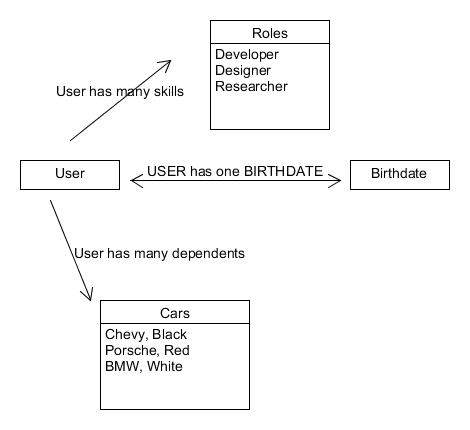 Roles
Developer
Designer
Researcher
User has many skills
User
USER has one BIRTHDATE
Birthdate
User has many dependents
Cars
Chevy, Black
Porsche, Red
BMW, White